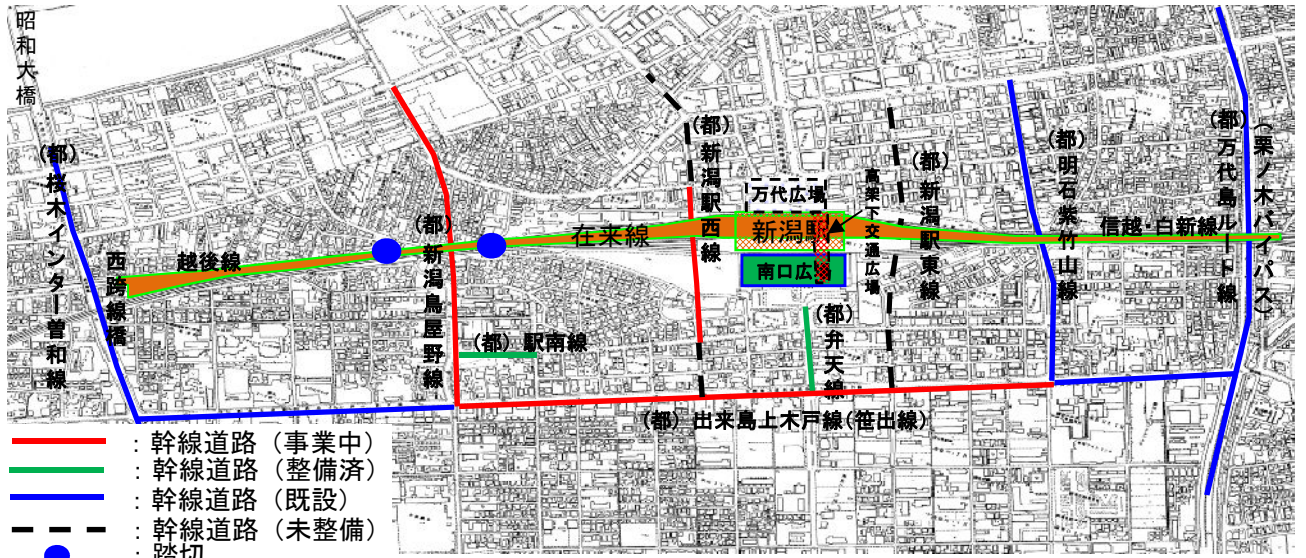 昭和大橋
(都)桜木インター曽和線
西跨線橋
越後線
(都)新潟鳥屋野線
(都)駅南線
在来線
(都)新潟駅西線
万代広場
新潟駅
南口広場
高架下交通広場
(都)弁天線
(都)新潟駅東線
(都)明石紫竹山線
信越・白新線
(都)万代島ルート線
(栗ノ木バイパス)
(都)出来島上木戸線(笹出線)
:幹線道路(事業中)
:幹線道路(整備済)
:幹線道路(既設)
:幹線道路(未整備)
:踏切